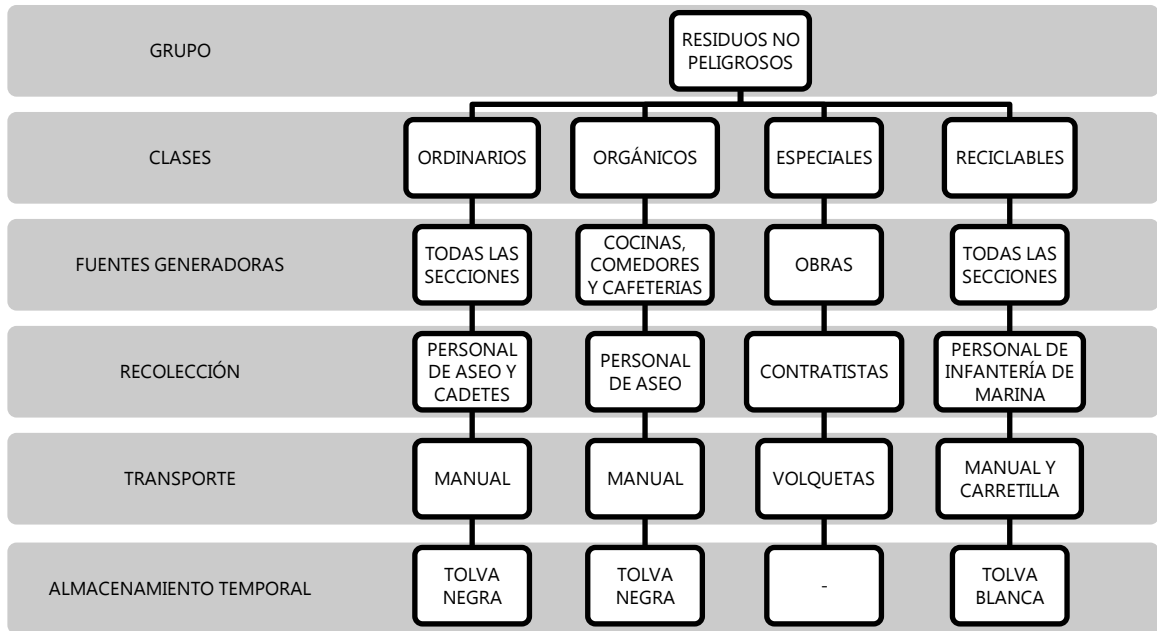 GRUPO
RESIDUOS NO
PELIGROSOS
CLASES
ORDINARIOS
ORGÁNICOS
ESPECIALES
RECICLABLES
FUENTES GENERADORAS
TODAS LAS
SECCIONES
COCINAS,
COMEDORES
Y CAFETERIAS
OBRAS
TODAS LAS
SECCIONES
RECOLECCIÓN
PERSONAL
DE ASEO Y
CADETES
PERSONAL
DE ASEO
CONTRATISTAS
PERSONAL DE
INFANTERÍA DE
MARINA
TRANSPORTE
MANUAL
MANUAL
VOLQUETAS
MANUAL Y
CARRETILLA
ALMACENAMIENTO TEMPORAL
TOLVA
NEGRA
TOLVA
NEGRA
-
TOLVA
BLANCA